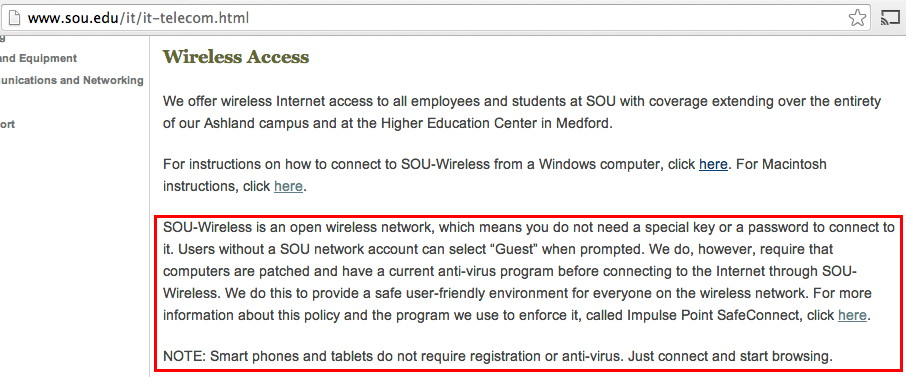 www.sou.edu/it/it-telecom.html
and Equipment
unications and Networking
ort
Wireless Access
We offer wireless Internet access to all employees and students at SOU with coverage extending over the entirety
of our Ashland campus and at the Higher Education Center in Medford.
For instructions on how to connect to SOU-Wireless from a Windows computer, click here. For Macintosh
instructions, click here.
SOU-Wireless is an open wireless network, which means you do not need a special key or a password to connect to
it. Users without a SOU network account can select “Guest” when prompted. We do, however, require that
computers are patched and have a current anti-virus program before connecting to the Internet through SOU-
Wireless. We do this to provide a safe user-friendly environment for everyone on the wireless network. For more
information about this policy and the program we use to enforce it, called Impulse Point SafeConnect, click here.
NOTE: Smart phones and tablets do not require registration or anti-virus. Just connect and start browsing.